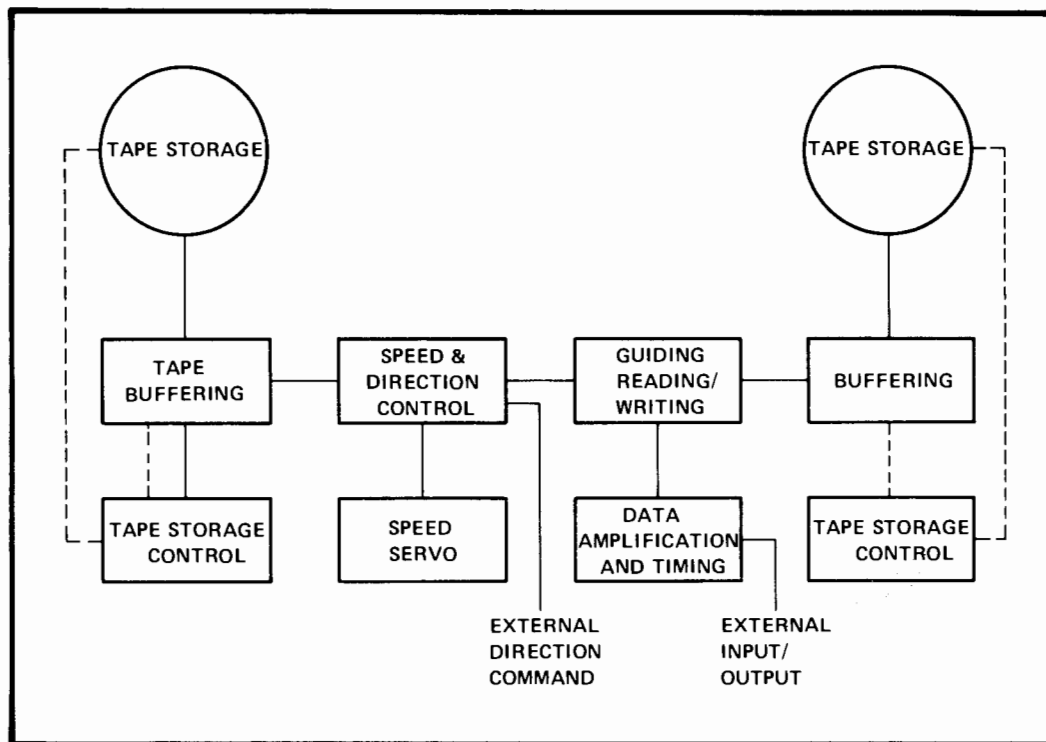 TAPE STORAGE
TAPE STORAGE
TAPE
BUFFERING
SPEED &
DIRECTION
CONTROL
GUIDING
READING/
WRITING
BUFFERING
TAPE STORAGE
CONTROL
SPEED
SERVO
DATA
AMPLIFICATION
AND TIMING
TAPE STORAGE
CONTROL
EXTERNAL
DIRECTION
COMMAND
EXTERNAL
INPUT/
OUTPUT